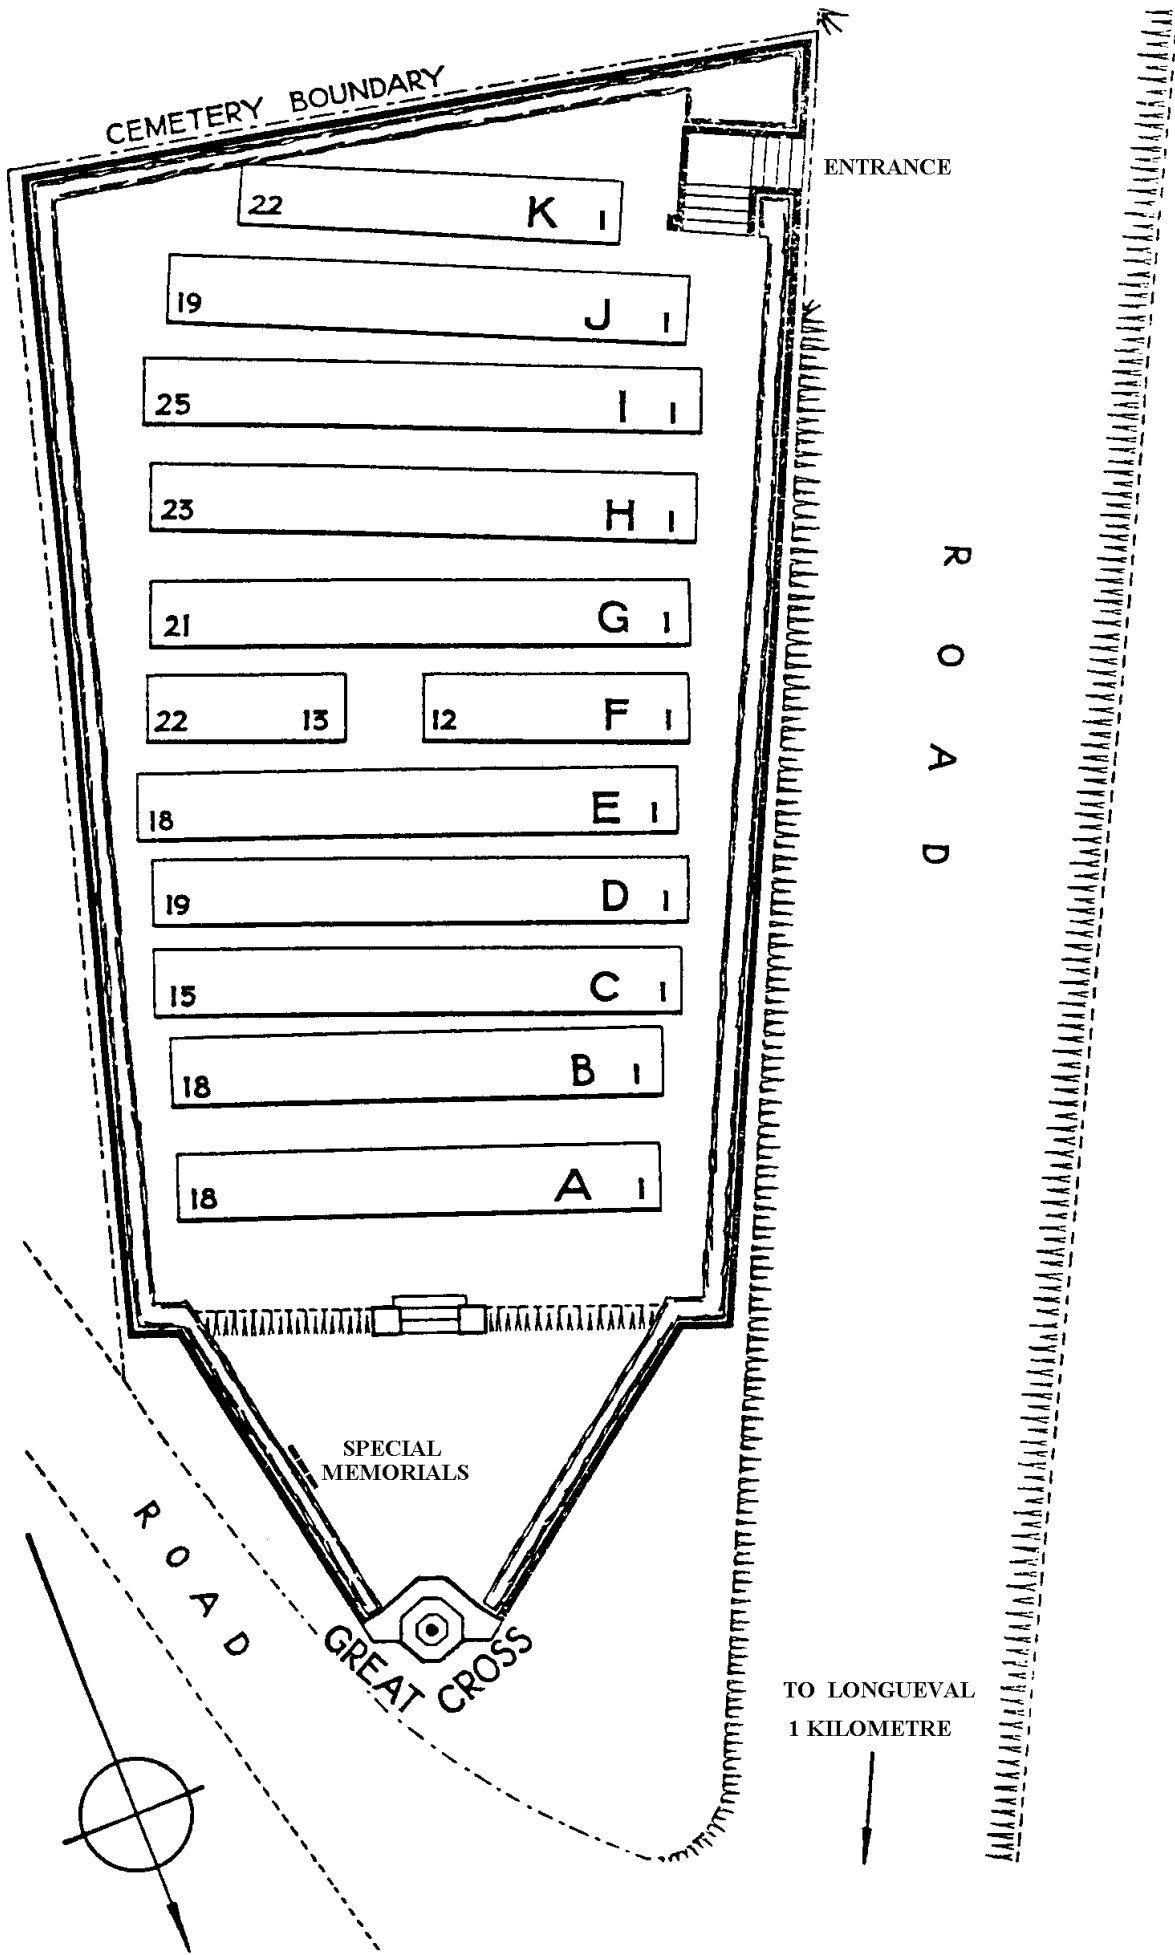 CEMETERY BOUNDARY
ENTRANCE
22 K 1
19 J 1
25 I 1
23 H 1
21 G 1
22 13 12 F 1
18 E 1
19 D 1
15 C 1
18 B 1
18 A 1
ROAD
SPECIAL
MEMORIALS
ROAD
GREAT CROSS
TO LONGUEVAL
1 KILOMETRE